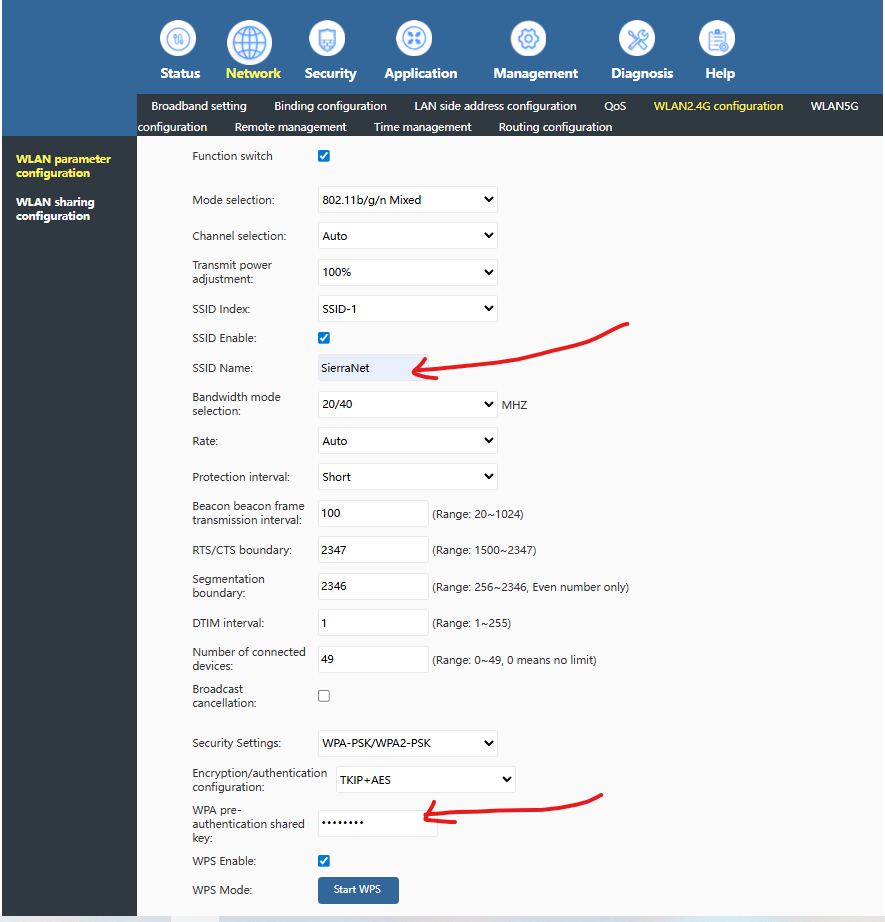 Status Network Security Application Management Diagnosis Help
Broadband setting Binding configuration LAN side address configuration QoS WLAN2.4G configuration WLAN5G
configuration Remote management Time management Routing configuration
WLAN parameter
configuration
WLAN sharing
configuration
Function switch
Mode selection: 802.11b/g/n Mixed
Channel selection: Auto
Transmit power
adjustment: 100%
SSID Index: SSID-1
SSID Enable:
SSID Name: SierraNet
Bandwidth mode
selection: 20/40 MHZ
Rate: Auto
Protection interval: Short
Beacon beacon frame
transmission interval: 100 (Range: 20~1024)
RTS/CTS boundary: 2347 (Range: 1500~2347)
Segmentation
boundary: 2346 (Range: 256~2346, Even number only)
DTIM interval: 1 (Range: 1~255)
Number of connected
devices: 49 (Range: 0~49, 0 means no limit)
Broadcast
cancellation:
Security Settings: WPA-PSK/WPA2-PSK
Encryption/authentication
configuration: TKIP+AES
WPA pre-
authentication shared
key: ••••••••
WPS Enable:
WPS Mode: Start WPS